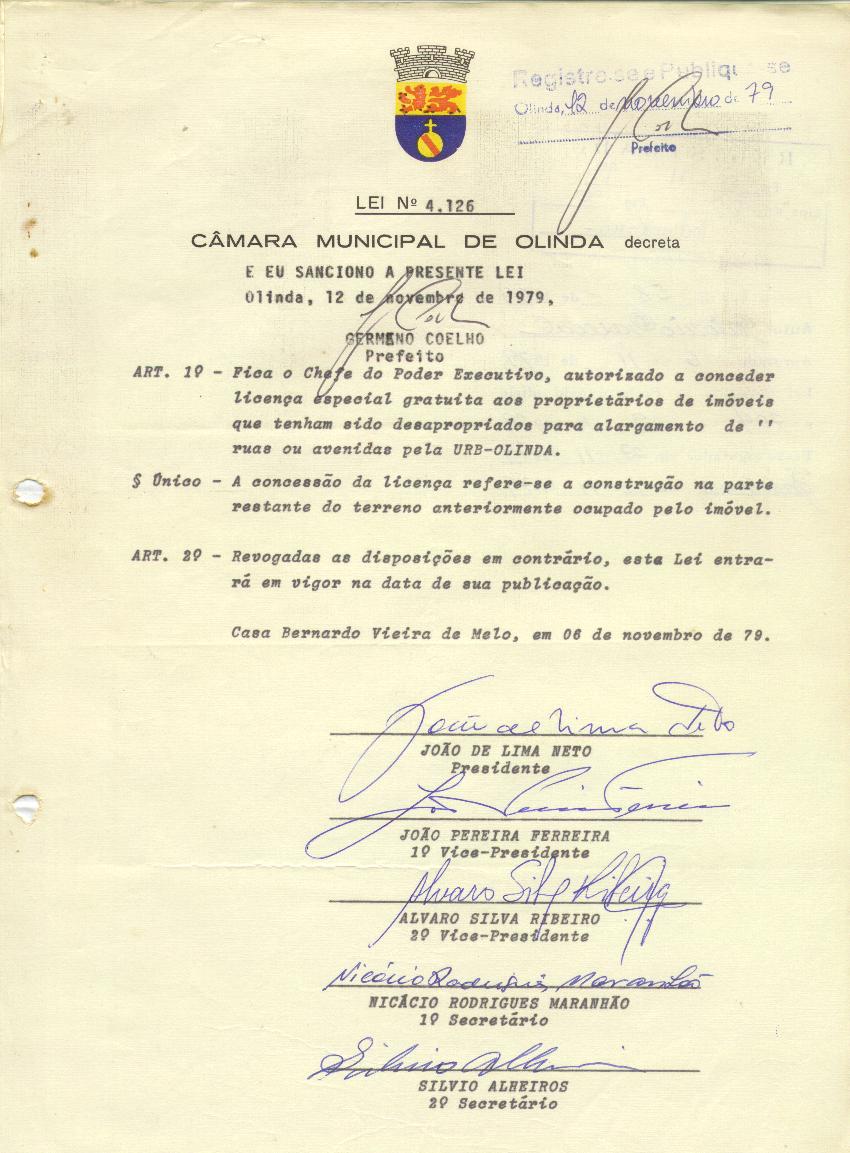 Registre-se e Publique-se
Olinda, 12 de novembro de 79
Prefeito
LEI Nº 4.126
CÂMARA MUNICIPAL DE OLINDA decreta
E EU SANCIONO A PRESENTE LEI
Olinda, 12 de novembro de 1979,
GERMENO COELHO
Prefeito
ART. 1º - Fica o Chefe do Poder Executivo, autorizado a conceder
licença especial gratuita aos proprietários de imóveis
que tenham sido desapropriados para alargamento de ''
ruas ou avenidas pela URB-OLINDA.
§ Único - A concessão da licença refere-se a construção na parte
restante do terreno anteriormente ocupado pelo imóvel.
ART. 2º - Revogadas as disposições em contrário, esta Lei entra-
rá em vigor na data de sua publicação.
Casa Bernardo Vieira de Melo, em 06 de novembro de 79.
João de Lima Neto
JOÃO DE LIMA NETO
Presidente
JOÃO PEREIRA FERREIRA
1º Vice-Presidente
Alvaro Silva Ribeiro
ALVARO SILVA RIBEIRO
2º Vice-Presidente
Nicácio Rodrigues Maranhão
NICÁCIO RODRIGUES MARANHÃO
1º Secretário
Silvio Alheiros
SILVIO ALHEIROS
2º Secretário